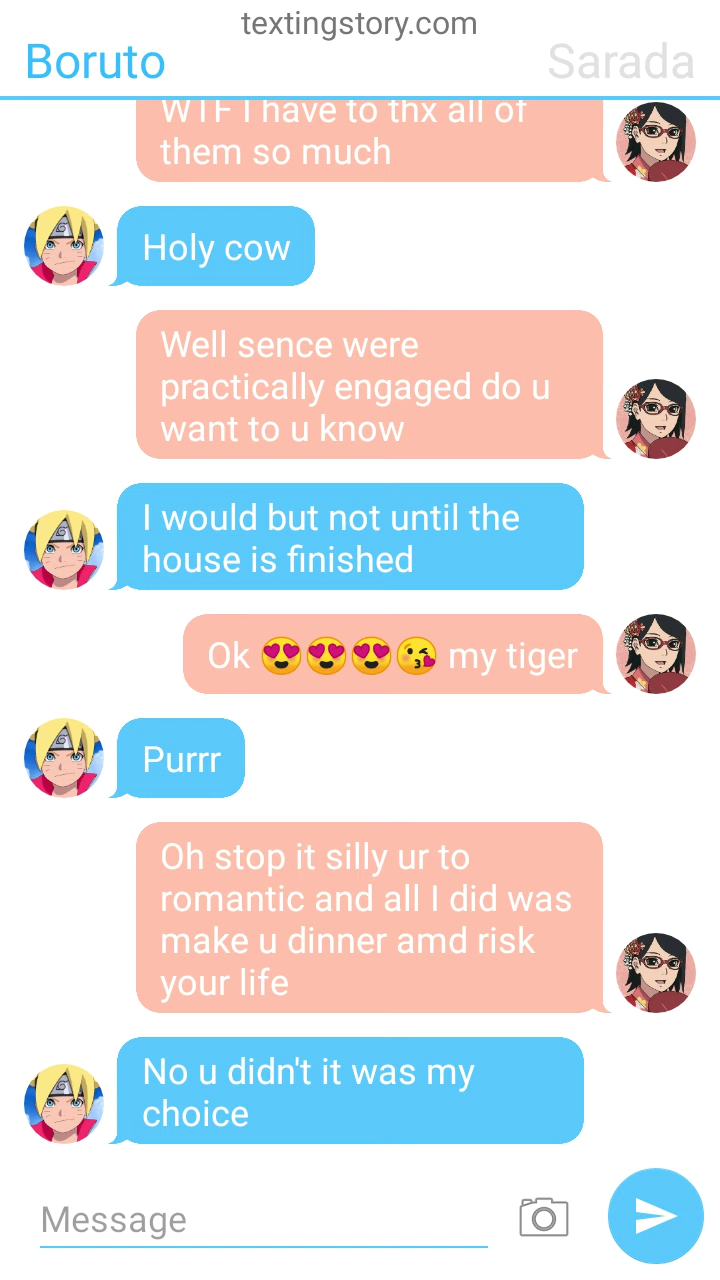 textingstory.com
Boruto
Sarada
WTF I have to thx all of
them so much
Holy cow
Well sence were
practically engaged do u
want to u know
I would but not until the
house is finished
Ok 😍😍😍😘 my tiger
Purrr
Oh stop it silly ur to
romantic and all I did was
make u dinner amd risk
your life
No u didn't it was my
choice
Message